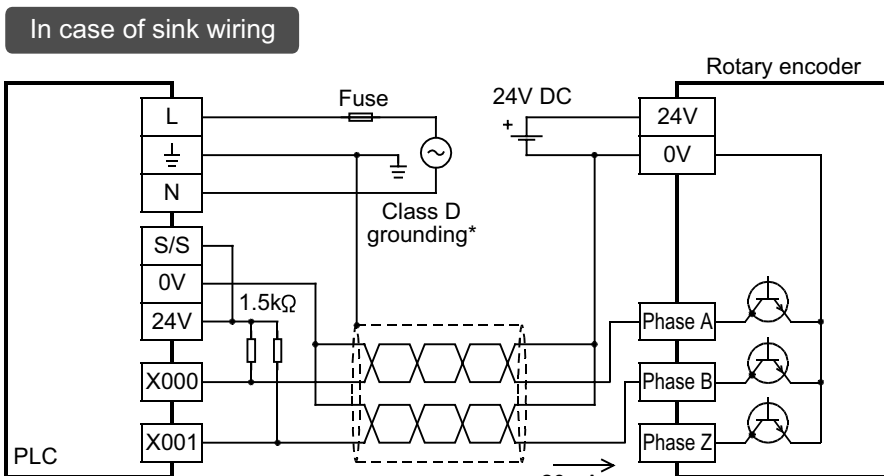 In case of sink wiring
Rotary encoder
L
Fuse
24V DC
24V
+
0V
N
Class D
grounding*
S/S
0V
1.5kΩ
24V
Phase A
X000
Phase B
X001
Phase Z
PLC